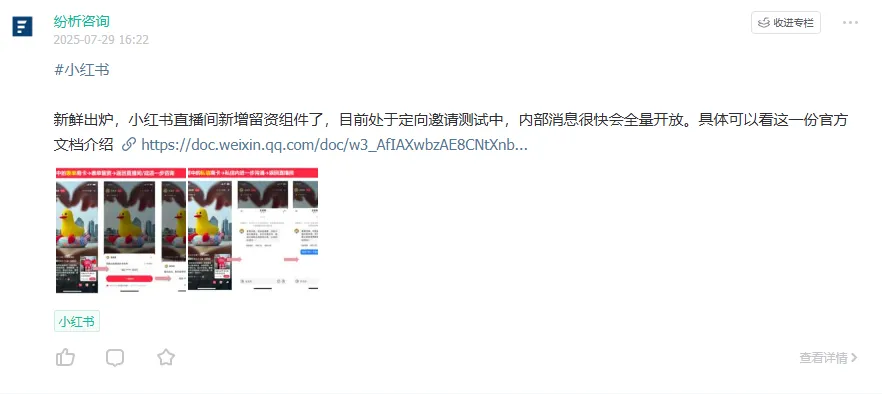 纷析咨询
2025-07-29 16:22
收进专栏
#小红书
新鲜出炉，小红书直播间新增留资组件了，目前处于定向邀请测试中，内部消息很快会全量开放。具体可以看这一份官方
文档介绍 https://doc.weixin.qq.com/doc/w3_AfIAXwbzAE8CNtXnb...
小红书
查看详情